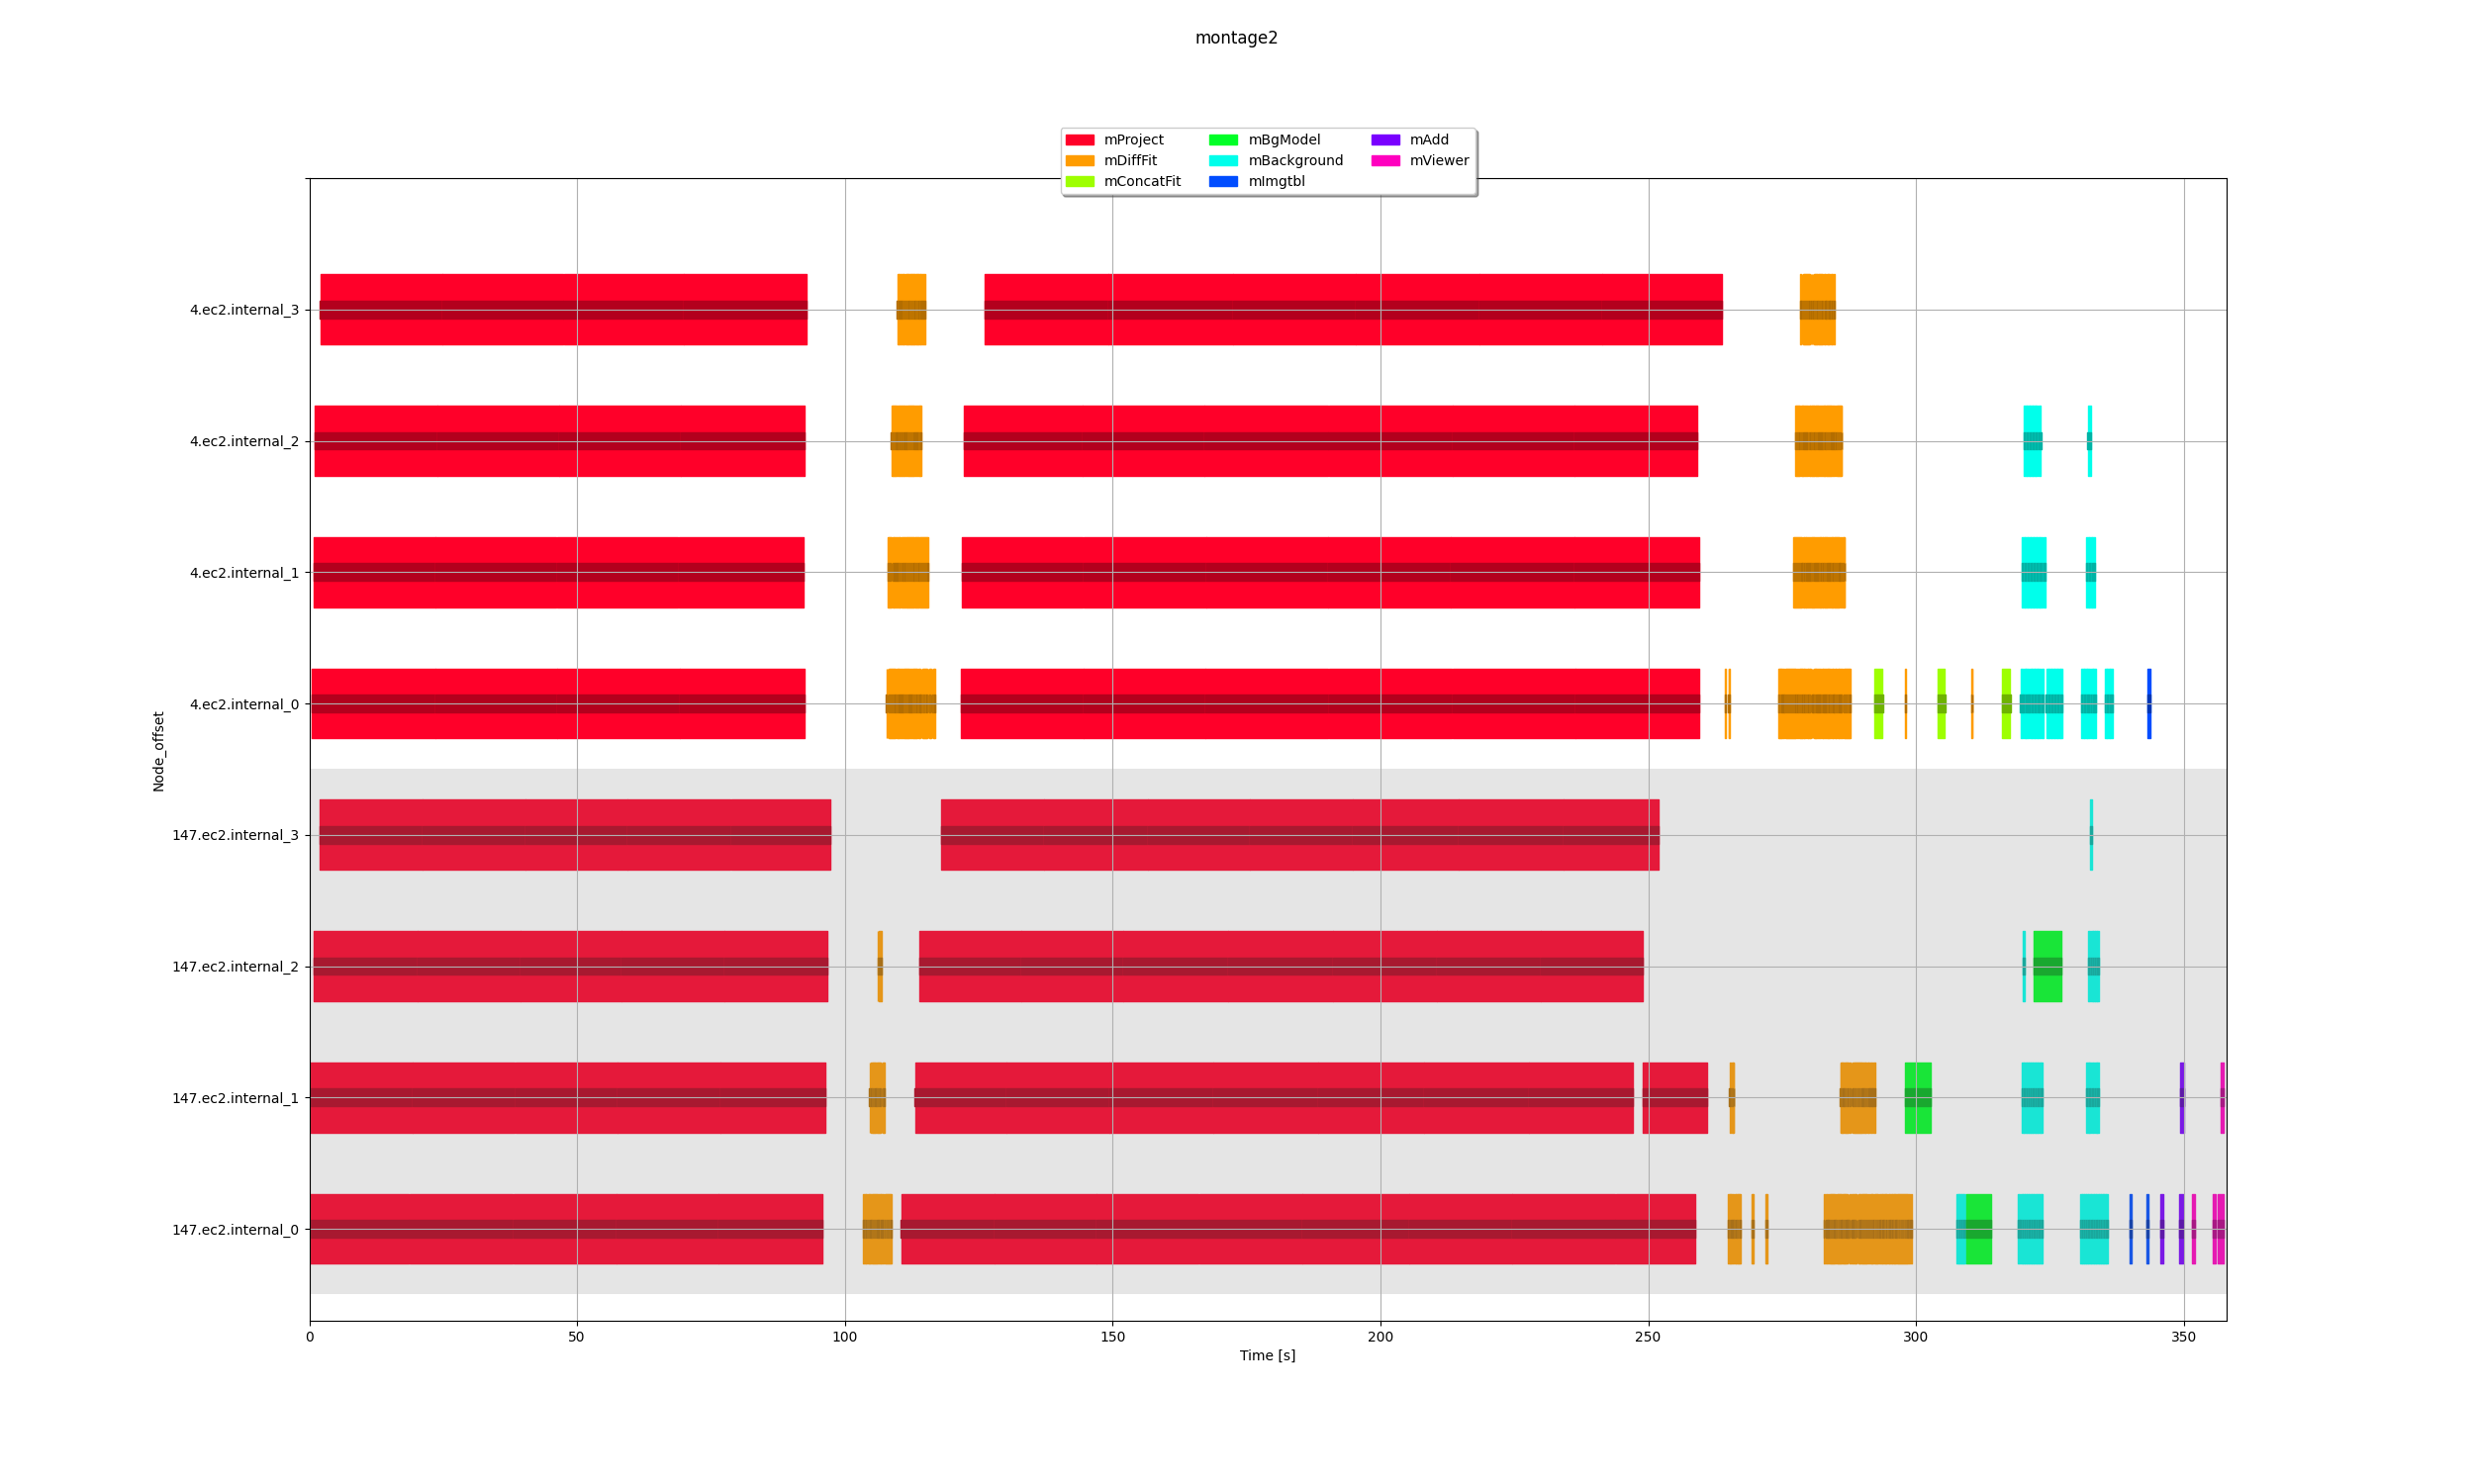 montage2
mProject mBgModel mAdd
mDiffFit mBackground mViewer
mConcatFit mImgtbl
4.ec2.internal_3
4.ec2.internal_2
4.ec2.internal_1
4.ec2.internal_0
147.ec2.internal_3
147.ec2.internal_2
147.ec2.internal_1
147.ec2.internal_0
Node_offset
0 50 100 150 200 250 300 350
Time [s]